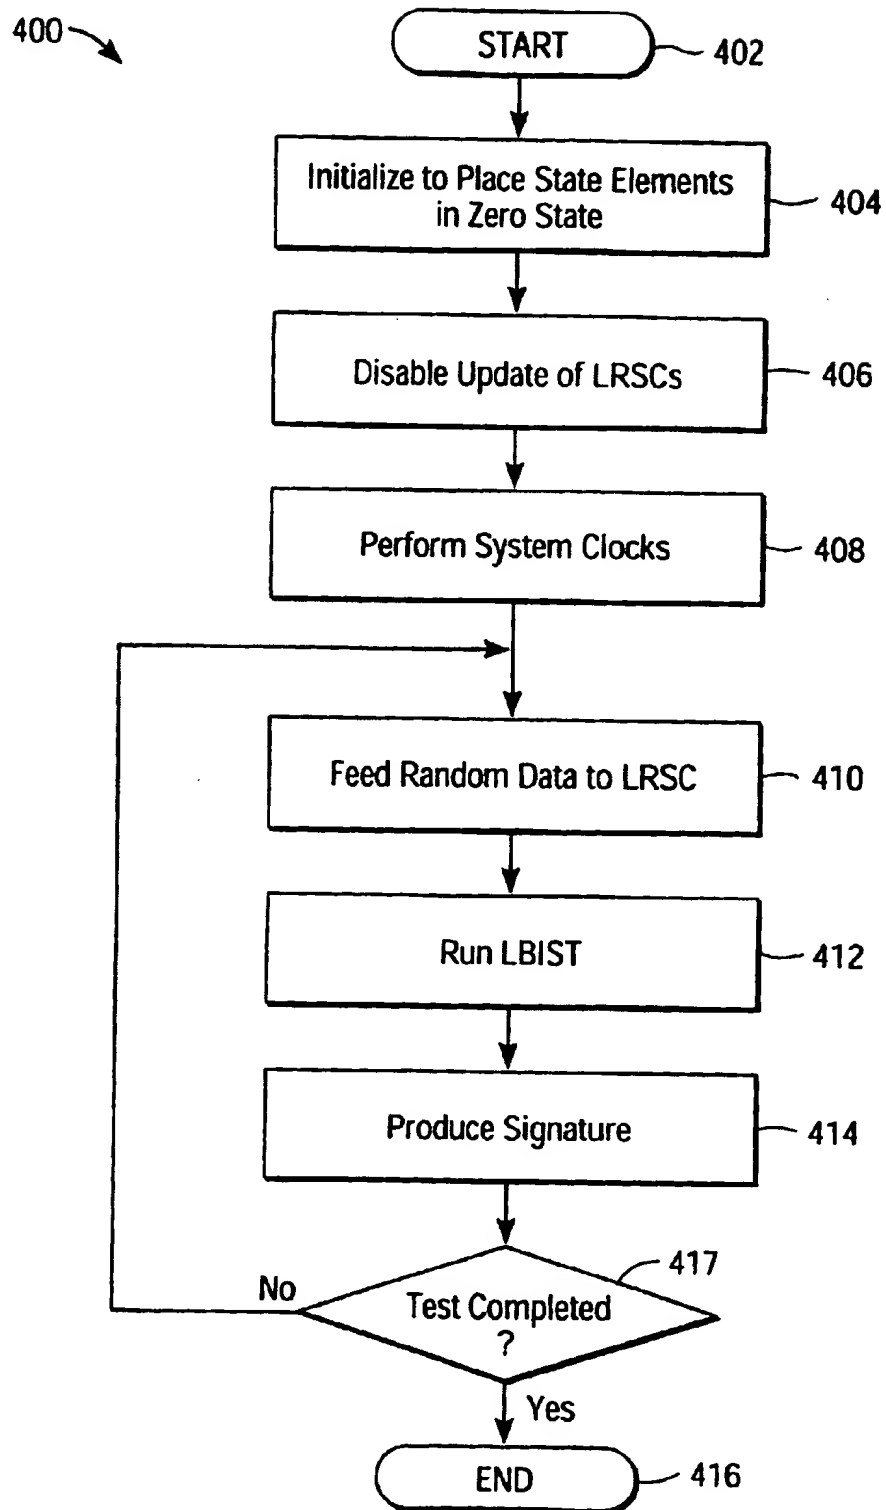 400
START
402
Initialize to Place State Elements
in Zero State
404
Disable Update of LRSCs
406
Perform System Clocks
408
Feed Random Data to LRSC
410
Run LBIST
412
Produce Signature
414
417
No
Test Completed
?
Yes
END
416